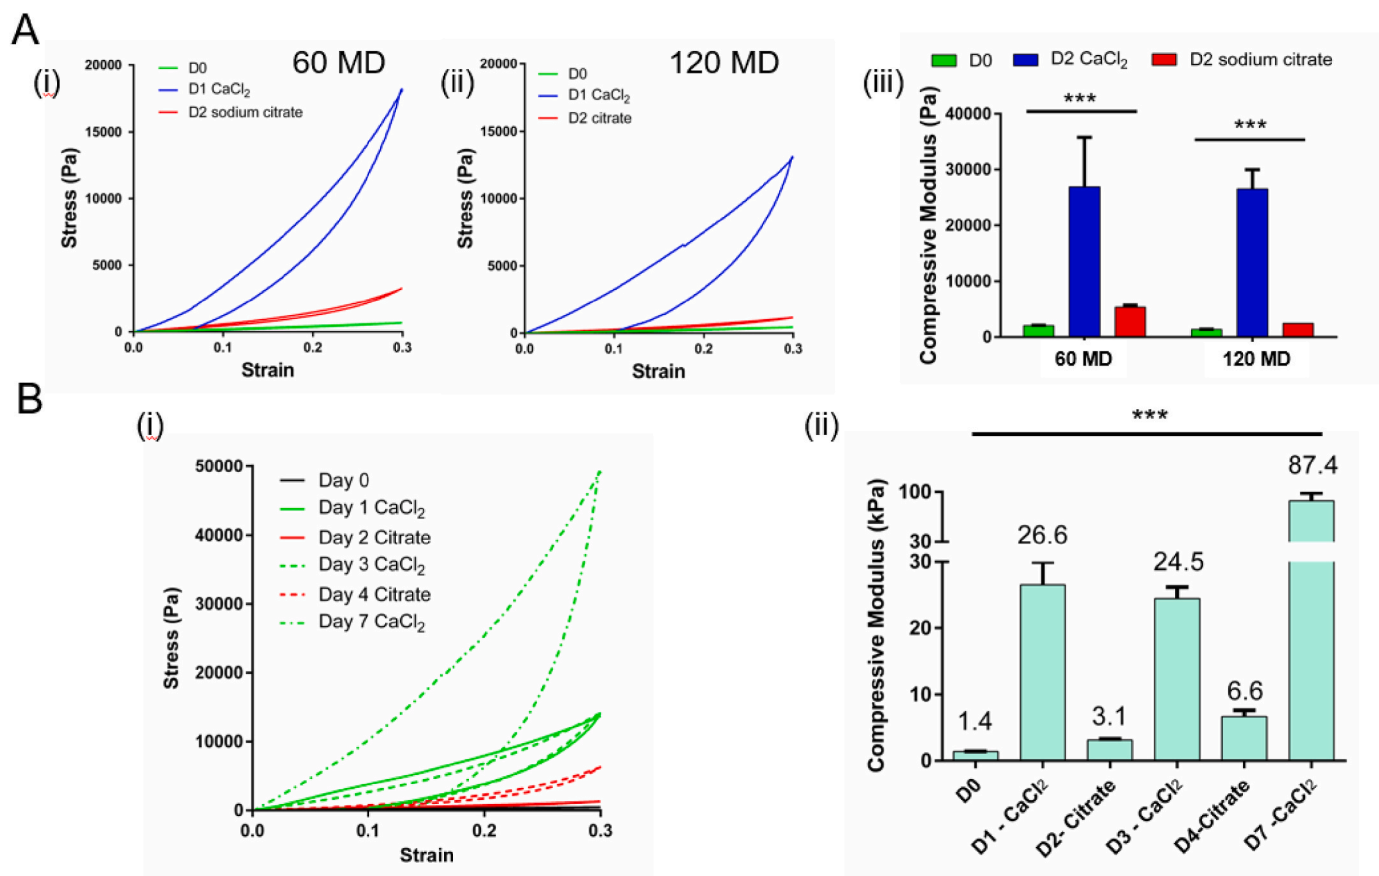 A
(i)
60 MD
D0
D1 CaCl2
D2 sodium citrate
Stress (Pa)
20000
15000
10000
5000
0
0.0
0.1
0.2
0.3
Strain
(ii)
120 MD
D0
D1 CaCl2
D2 citrate
Stress (Pa)
20000
15000
10000
5000
0
0.0
0.1
0.2
0.3
Strain
(iii)
D0
D2 CaCl2
D2 sodium citrate
Compressive Modulus (Pa)
40000
30000
20000
10000
0
***
***
60 MD
120 MD
B
(i)
Day 0
Day 1 CaCl2
Day 2 Citrate
Day 3 CaCl2
Day 4 Citrate
Day 7 CaCl2
Stress (Pa)
50000
40000
30000
20000
10000
0
0.0
0.1
0.2
0.3
Strain
(ii)
***
Compressive Modulus (kPa)
100
30
30
20
10
0
1.4
26.6
3.1
24.5
6.6
87.4
D0
D1 - CaCl2
D2- Citrate
D3 - CaCl2
D4-Citrate
D7 -CaCl2